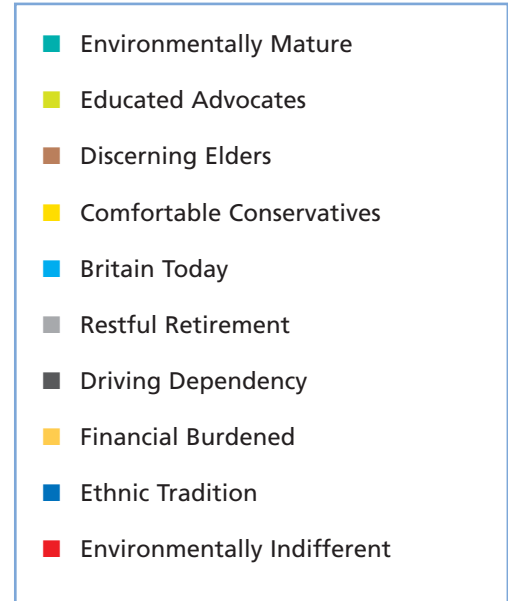 Environmentally Mature
Educated Advocates
Discerning Elders
Comfortable Conservatives
Britain Today
Restful Retirement
Driving Dependency
Financial Burdened
Ethnic Tradition
Environmentally Indifferent